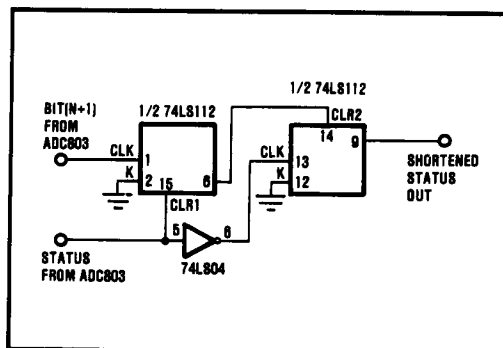 1/2 74LS112
BIT(N+1)
FROM
ADC803
1/2 74LS112
CLR2
14
CLK
1
K
2
15
6
CLR1
CLK
13
K
12
9
SHORTENED
STATUS
OUT
5
6
74LS04
STATUS
FROM ADC803